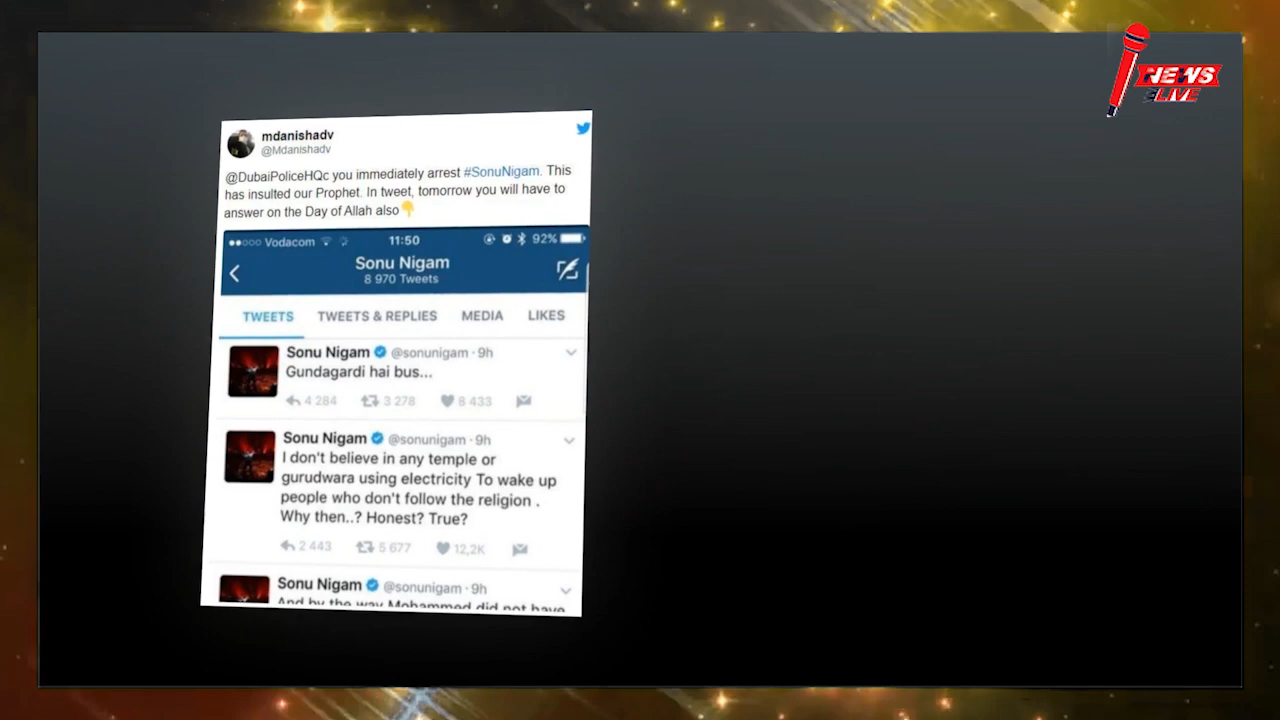 NEWS
LIVE
mdanishadv
@Mdanishadv
@DubaiPoliceHQc you immediately arrest #SonuNigam. This
has insulted our Prophet. In tweet, tomorrow you will have to
answer on the Day of Allah also👇
Vodacom 11:50 92%
Sonu Nigam
8 970 Tweets
TWEETS TWEETS & REPLIES MEDIA LIKES
Sonu Nigam @sonunigam · 9h
Gundagardi hai bus...
4 284 3 278 8 433
Sonu Nigam @sonunigam · 9h
I don't believe in any temple or
gurudwara using electricity To wake up
people who don't follow the religion .
Why then..? Honest? True?
2 443 5 677 12,2K
Sonu Nigam @sonunigam · 9h
And by the way Mohammed did not have